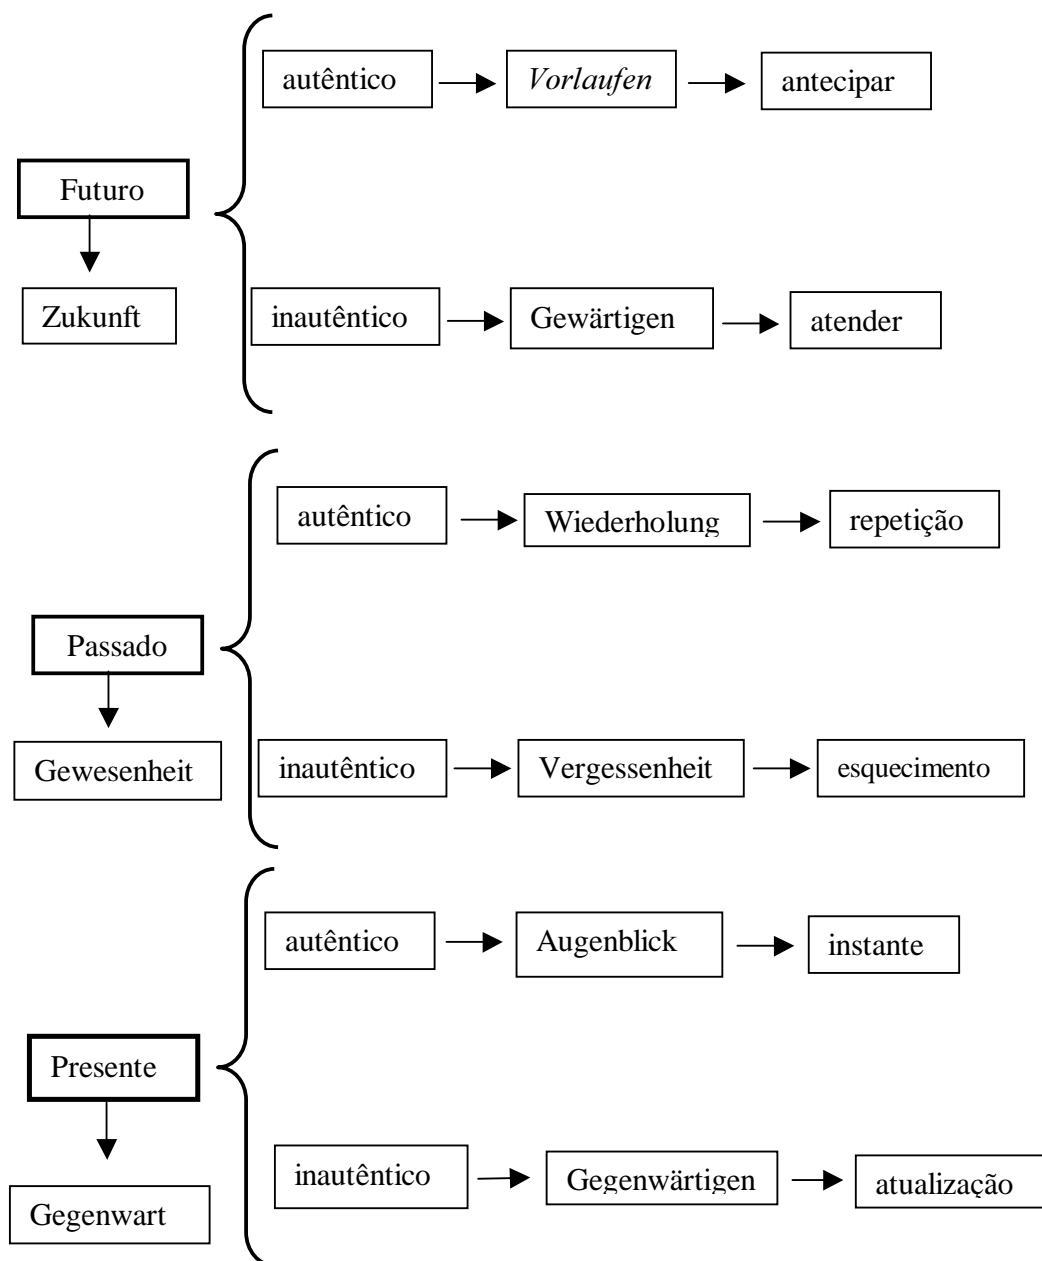 autêntico
Vorlaufen
antecipar
Futuro
Zukunft
inautêntico
Gewärtigen
atender
autêntico
Wiederholung
repetição
Passado
Gewesenheit
inautêntico
Vergessenheit
esquecimento
autêntico
Augenblick
instante
Presente
Gegenwart
inautêntico
Gegenwärtigen
atualização